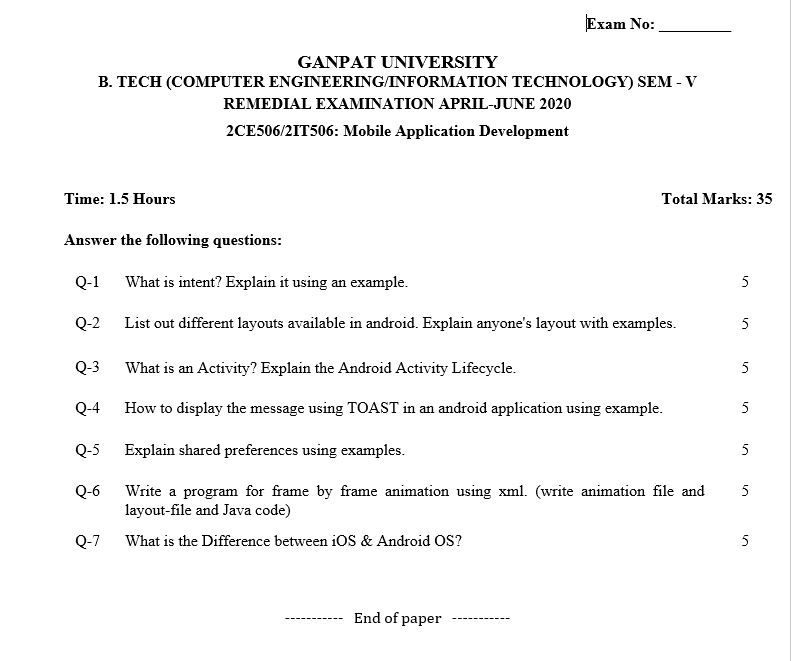 Exam No: _________
GANPAT UNIVERSITY
B. TECH (COMPUTER ENGINEERING/INFORMATION TECHNOLOGY) SEM - V
REMEDIAL EXAMINATION APRIL-JUNE 2020
2CE506/2IT506: Mobile Application Development
Time: 1.5 Hours Total Marks: 35
Answer the following questions:
Q-1 What is intent? Explain it using an example. 5
Q-2 List out different layouts available in android. Explain anyone's layout with examples. 5
Q-3 What is an Activity? Explain the Android Activity Lifecycle. 5
Q-4 How to display the message using TOAST in an android application using example. 5
Q-5 Explain shared preferences using examples. 5
Q-6 Write a program for frame by frame animation using xml. (write animation file and 5
layout-file and Java code)
Q-7 What is the Difference between iOS & Android OS? 5
----------- End of paper -----------